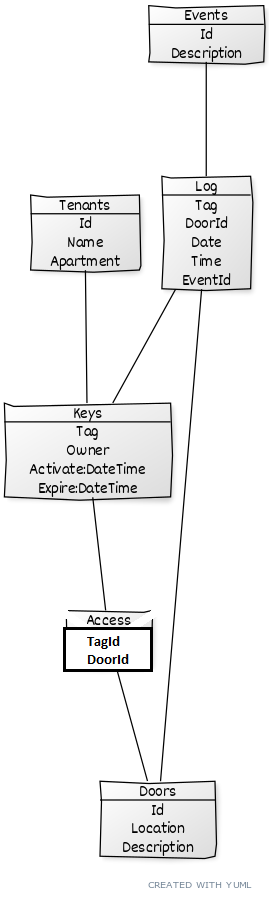 Events
Id
Description
Log
Tag
DoorId
Date
Time
EventId
Tenants
Id
Name
Apartment
Keys
Tag
Owner
Activate:DateTime
Expire:DateTime
Access
TagId
DoorId
Doors
Id
Location
Description
CREATED WITH YUML